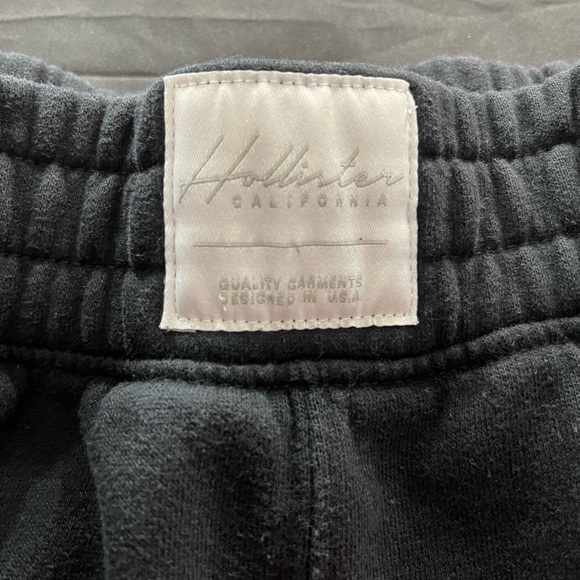 Hollister
CALIFORNIA
QUALITY GARMENTS
DESIGNED IN U.S.A